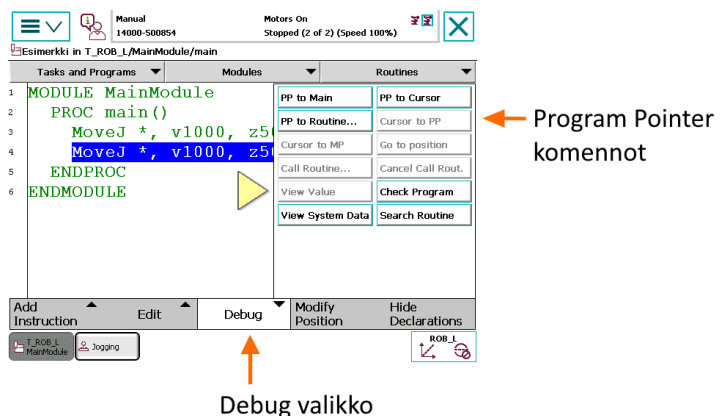 Manual
14000-500854
Motors On
Stopped (2 of 2) (Speed 100%)
Esimerkki in T_ROB_L/MainModule/main
Tasks and Programs
Modules
Routines
1 MODULE MainModule
2 PROC main()
3 MoveJ *, v1000, z50
4 MoveJ *, v1000, z50
5 ENDPROC
6 ENDMODULE
PP to Main
PP to Cursor
PP to Routine...
Cursor to PP
Cursor to MP
Go to position
Call Routine...
Cancel Call Rout.
View Value
Check Program
View System Data
Search Routine
Program Pointer
komennot
Add
Instruction
Edit
Debug
Modify
Position
Hide
Declarations
T_ROB_L
MainModule
Jogging
ROB_L
Debug valikko